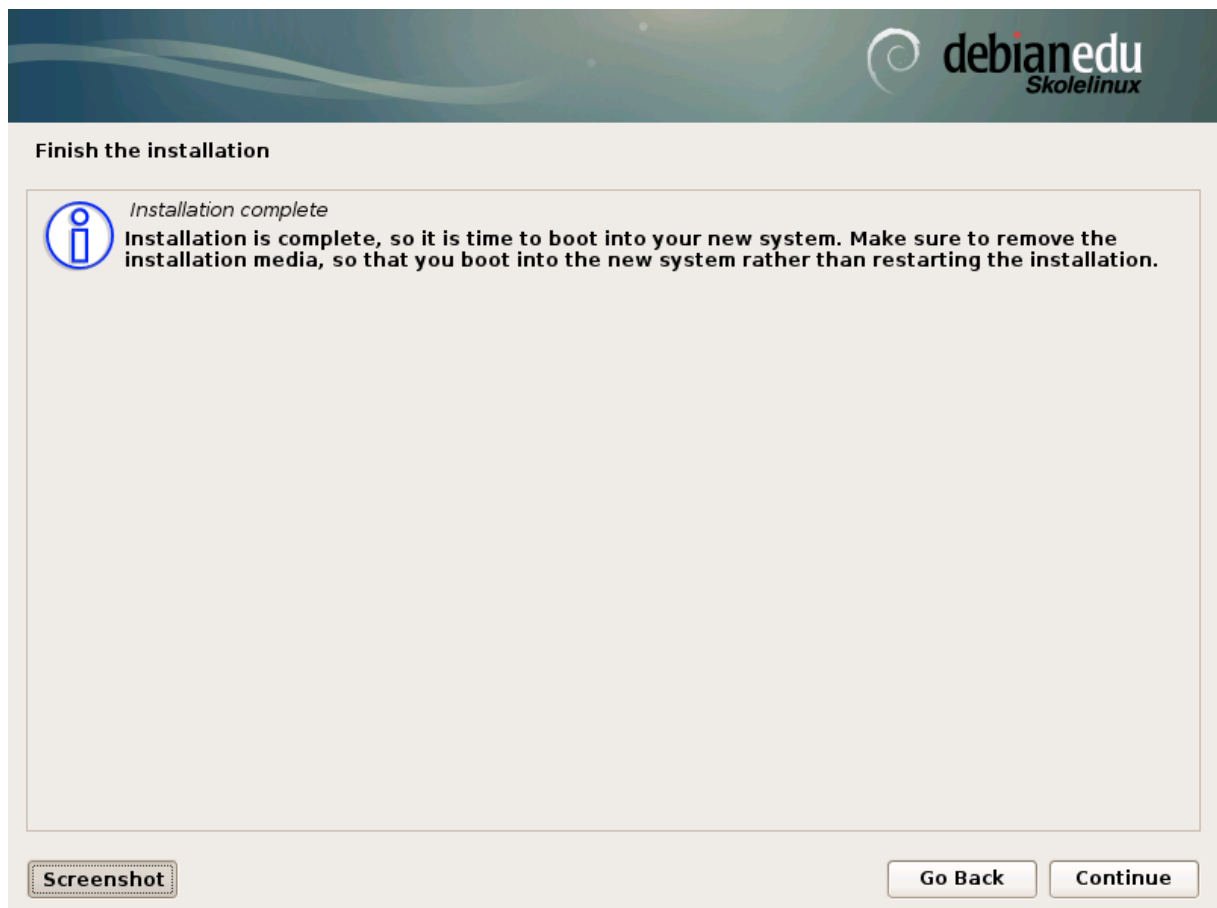 debianedu
Skolelinux
Finish the installation
Installation complete
Installation is complete, so it is time to boot into your new system. Make sure to remove the
installation media, so that you boot into the new system rather than restarting the installation.
Screenshot
Go Back
Continue